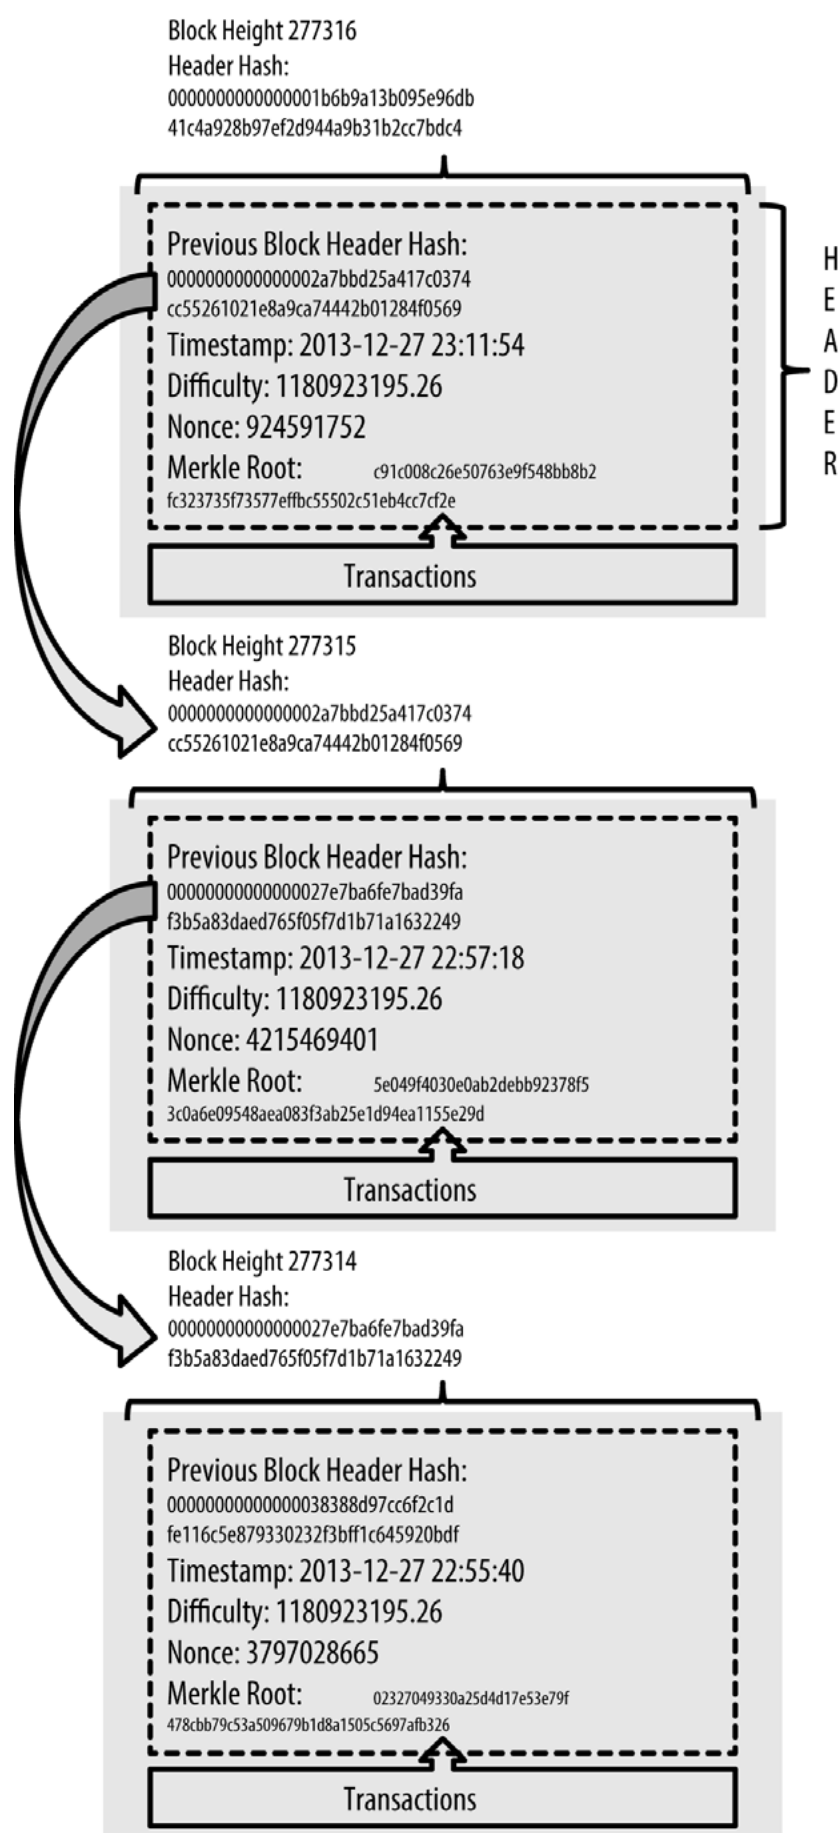 Block Height 277316
Header Hash:
0000000000000001b6b9a13b095e96db
41c4a928b97ef2d944a9b31b2cc7bdc4
Previous Block Header Hash:
0000000000000002a7bbd25a417c0374
cc55261021e8a9ca74442b01284f0569
Timestamp: 2013-12-27 23:11:54
Difficulty: 1180923195.26
Nonce: 924591752
Merkle Root: c91c008c26e50763e9f548bb8b2
fc323735f73577effbc55502c51eb4cc7cf2e
Transactions
HEADER
Block Height 277315
Header Hash:
0000000000000002a7bbd25a417c0374
cc55261021e8a9ca74442b01284f0569
Previous Block Header Hash:
00000000000000027e7ba6fe7bad39fa
f3b5a83daed765f05f7d1b71a1632249
Timestamp: 2013-12-27 22:57:18
Difficulty: 1180923195.26
Nonce: 4215469401
Merkle Root: 5e049f4030e0ab2debb92378f5
3c0a6e09548aea083f3ab25e1d94ea1155e29d
Transactions
Block Height 277314
Header Hash:
00000000000000027e7ba6fe7bad39fa
f3b5a83daed765f05f7d1b71a1632249
Previous Block Header Hash:
00000000000000038388d97cc6f2c1d
fe116c5e879330232f3bff1c645920bdf
Timestamp: 2013-12-27 22:55:40
Difficulty: 1180923195.26
Nonce: 3797028665
Merkle Root: 02327049330a25d4d17e53e79f
478cbb79c53a509679b1d8a1505c5697afb326
Transactions